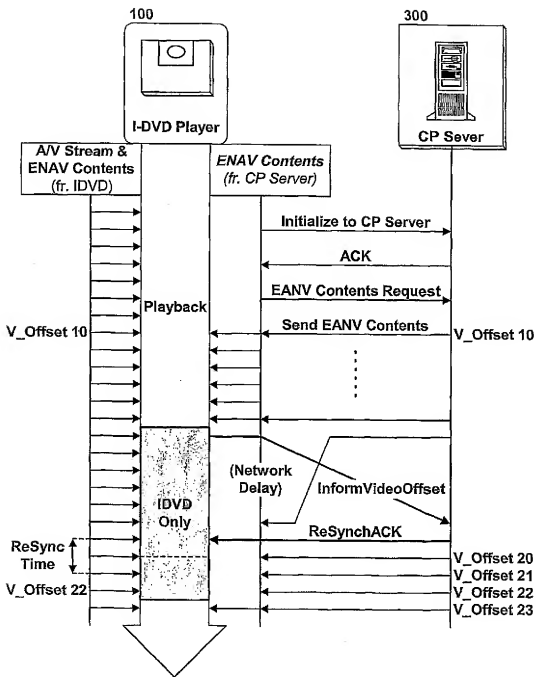 100
300
I-DVD Player
CP Sever
A/V Stream &
ENAV Contents
(fr. IDVD)
ENAV Contents
(fr. CP Server)
Initialize to CP Server
ACK
EANV Contents Request
Playback
V_Offset 10
Send EANV Contents
V_Offset 10
(Network
Delay)
InformVideoOffset
IDVD
Only
ReSynchACK
ReSync
Time
V_Offset 20
V_Offset 21
V_Offset 22
V_Offset 22
V_Offset 23